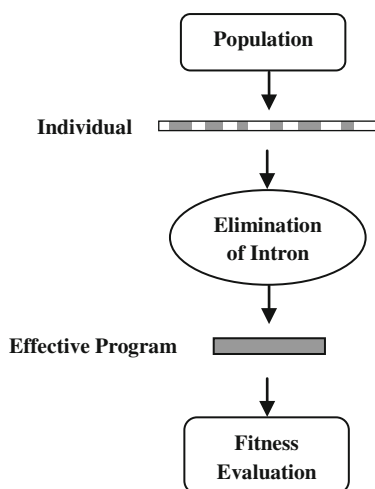 Population
Individual
Elimination
of Intron
Effective Program
Fitness
Evaluation